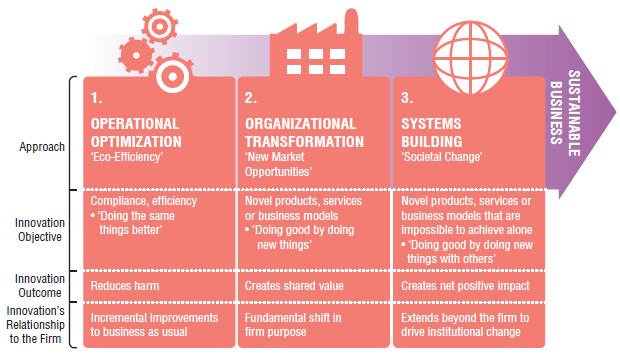 SUSTAINABLE
BUSINESS
Approach
1.
OPERATIONAL
OPTIMIZATION
'Eco-Efficiency'
2.
ORGANIZATIONAL
TRANSFORMATION
'New Market
Opportunities'
3.
SYSTEMS
BUILDING
'Societal Change'
Innovation
Objective
Compliance, efficiency
• 'Doing the same
things better'
Novel products, services
or business models
• 'Doing good by doing
new things'
Novel products, services or
business models that are
impossible to achieve alone
• 'Doing good by doing new
things with others'
Innovation
Outcome
Reduces harm
Creates shared value
Creates net positive impact
Innovation's
Relationship
to the Firm
Incremental improvements
to business as usual
Fundamental shift in
firm purpose
Extends beyond the firm to
drive institutional change